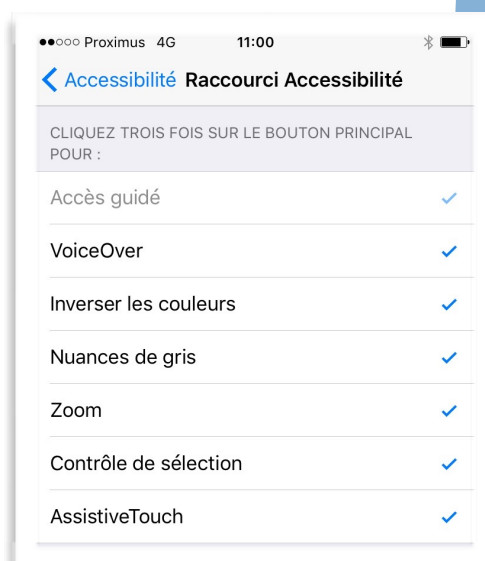 Proximus 4G 11:00
Accessibilité Raccourci Accessibilité
CLIQUEZ TROIS FOIS SUR LE BOUTON PRINCIPAL
POUR :
Accès guidé
VoiceOver
Inverser les couleurs
Nuances de gris
Zoom
Contrôle de sélection
AssistiveTouch